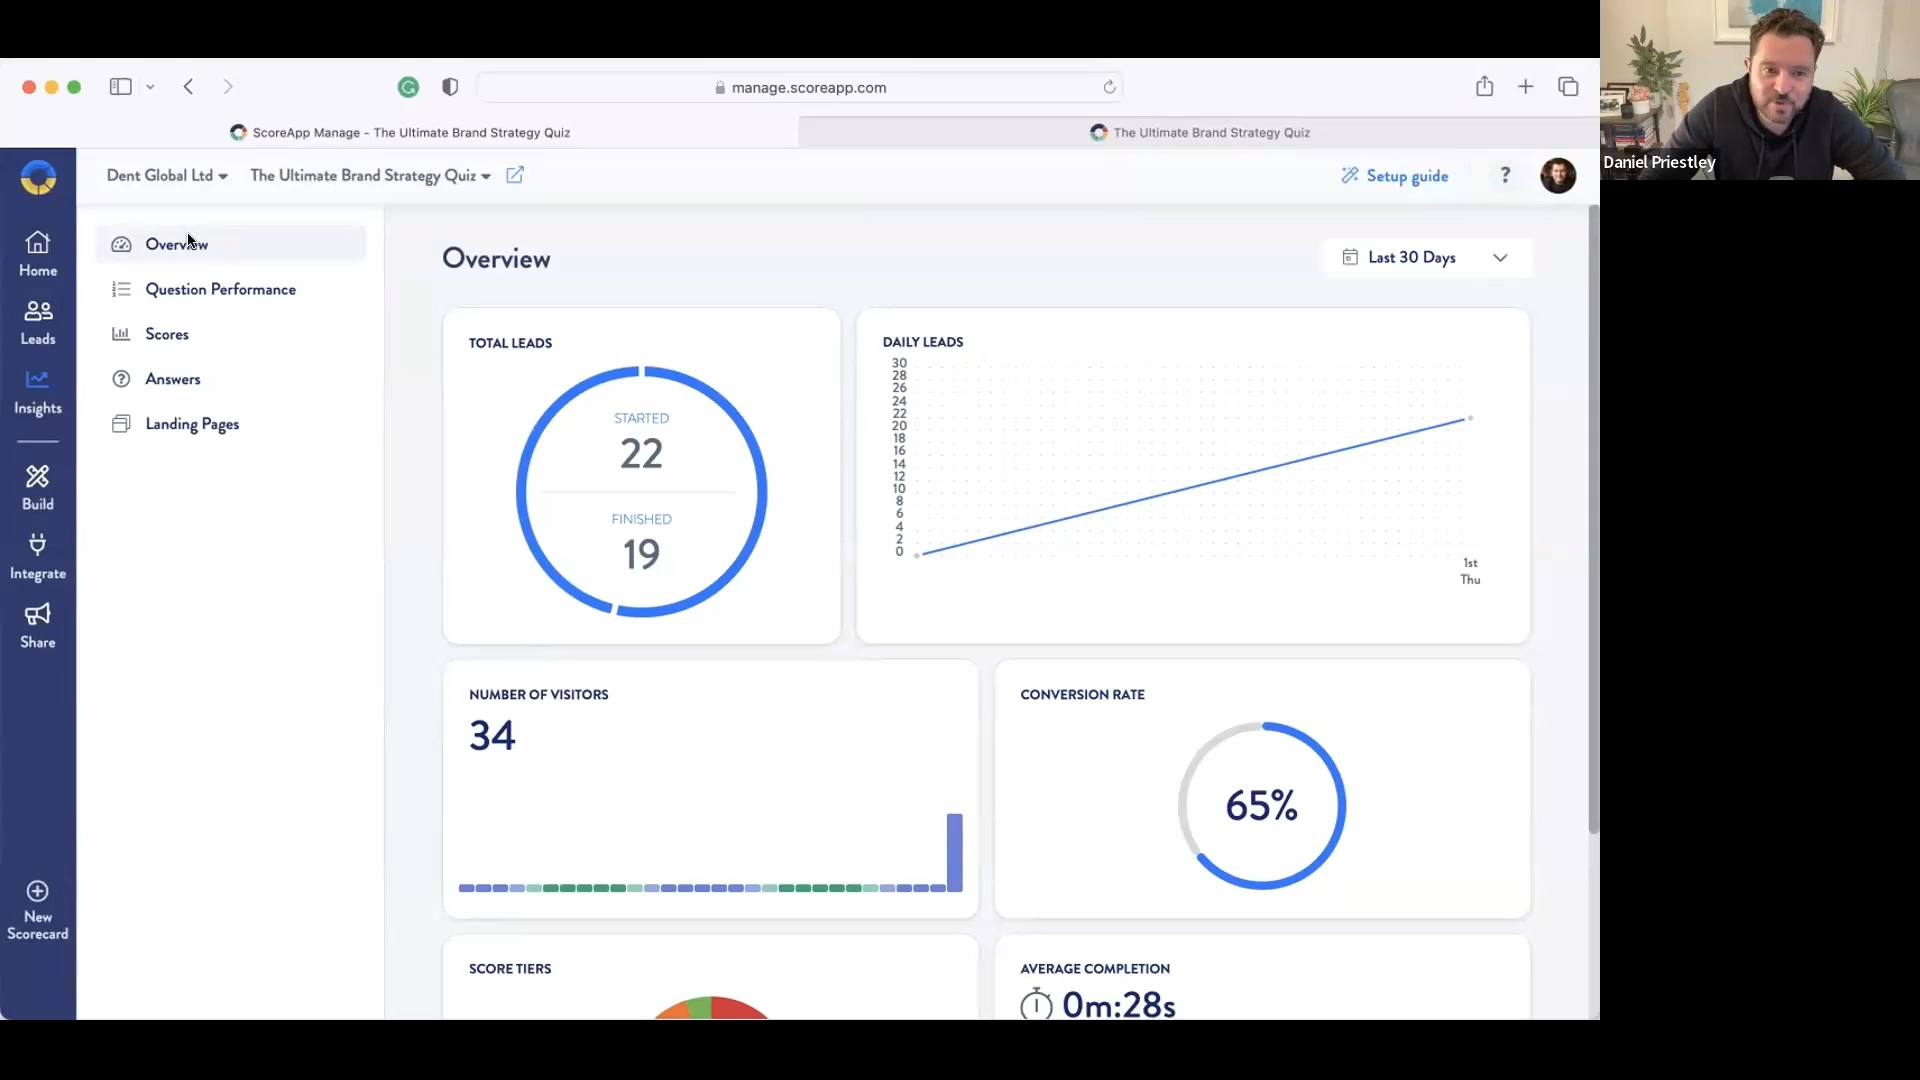 manage.scoreapp.com
ScoreApp Manage - The Ultimate Brand Strategy Quiz
The Ultimate Brand Strategy Quiz
Daniel Priestley
Dent Global Ltd
The Ultimate Brand Strategy Quiz
Setup guide
?
Home
Leads
Insights
Build
Integrate
Share
New
Scorecard
Overview
Question Performance
Scores
Answers
Landing Pages
Overview
Last 30 Days
TOTAL LEADS
STARTED
22
FINISHED
19
DAILY LEADS
30
28
26
24
22
20
18
16
14
12
10
8
6
4
2
0
1st
Thu
NUMBER OF VISITORS
34
CONVERSION RATE
65%
SCORE TIERS
AVERAGE COMPLETION
0m:28s